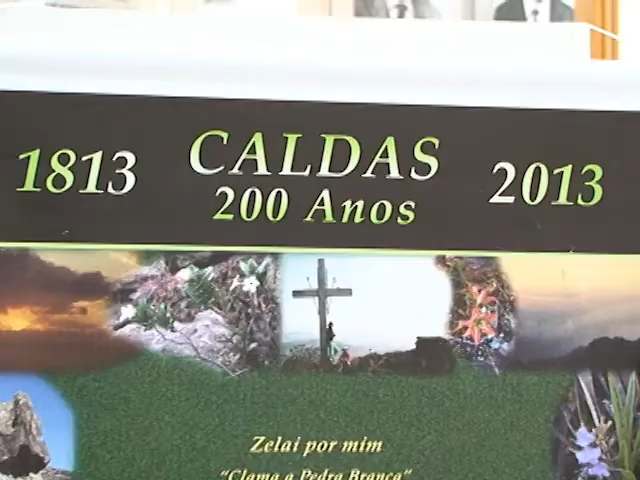 1813 CALDAS 2013
200 Anos
Zelai por mim
"Clama a Pedra Branca"